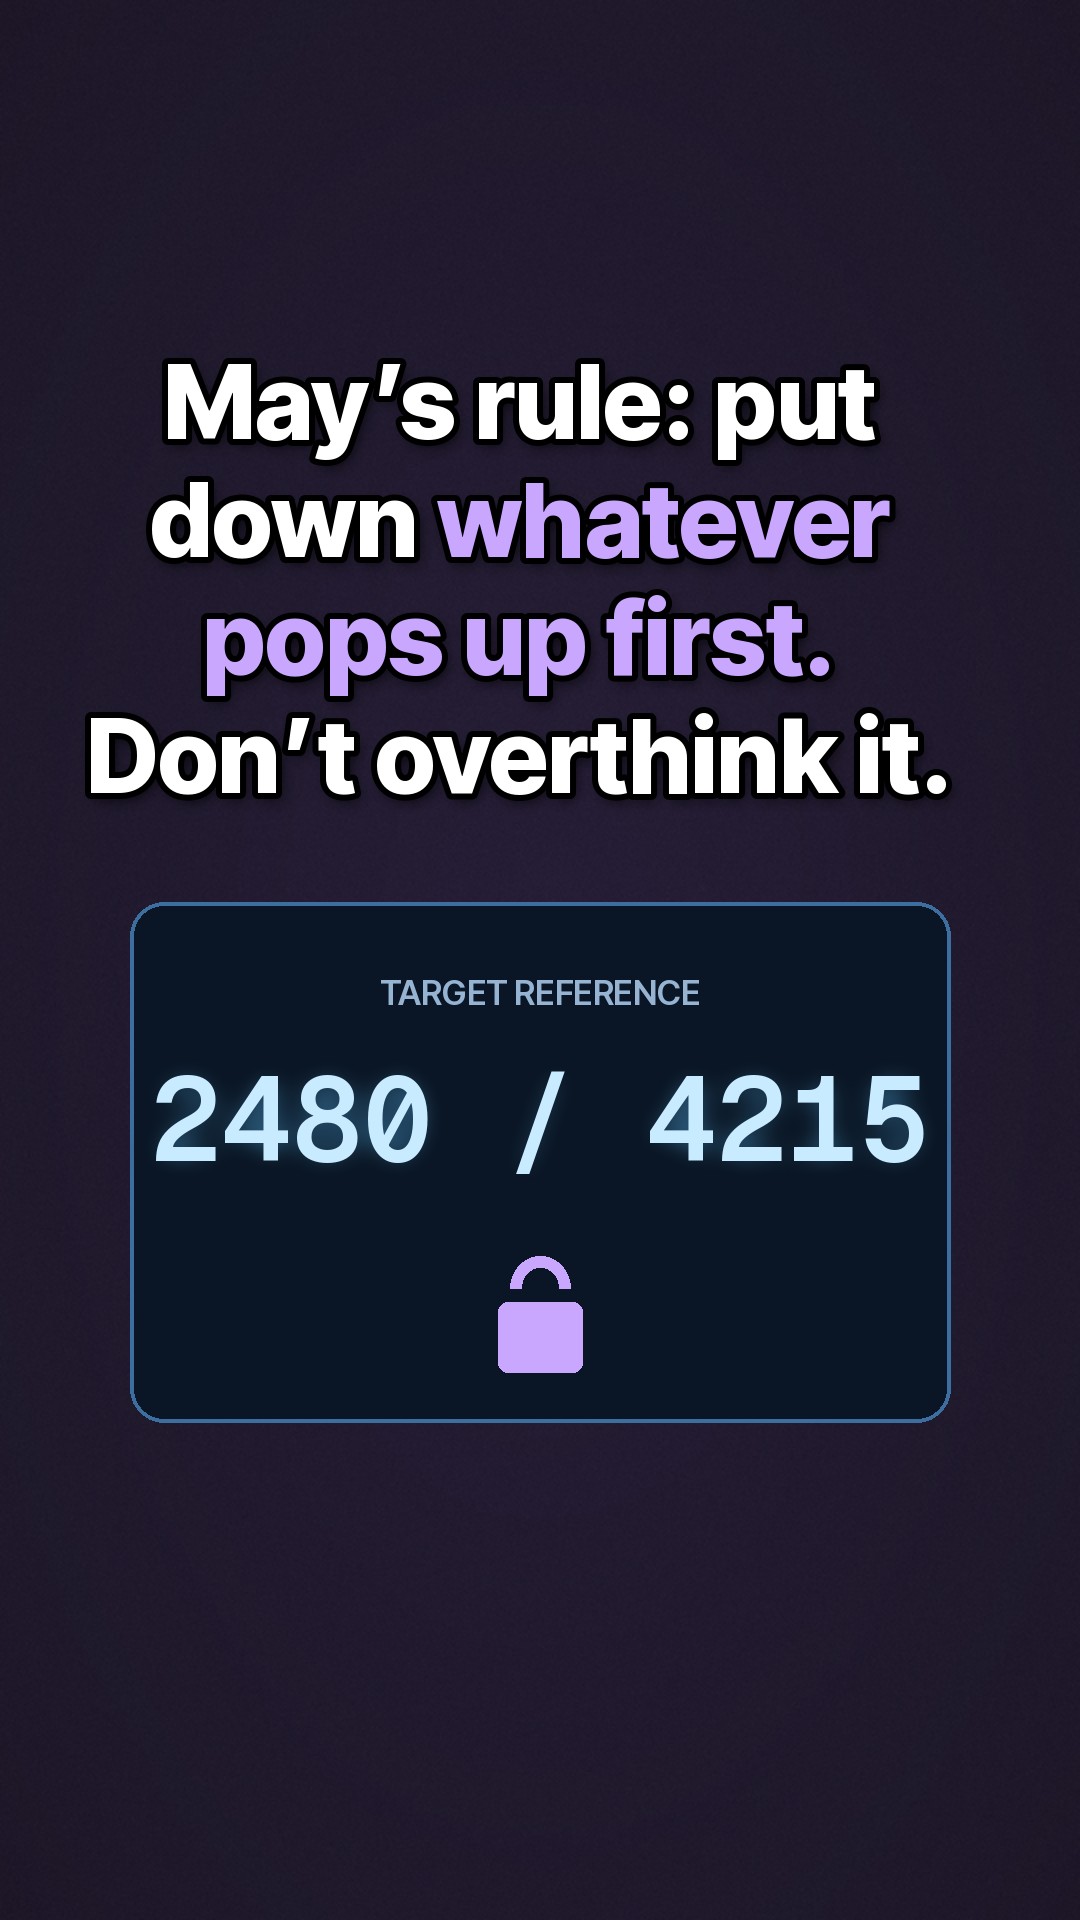 May’s rule: put
down whatever
pops up first.
Don’t overthink it.
TARGET REFERENCE
2480 / 4215